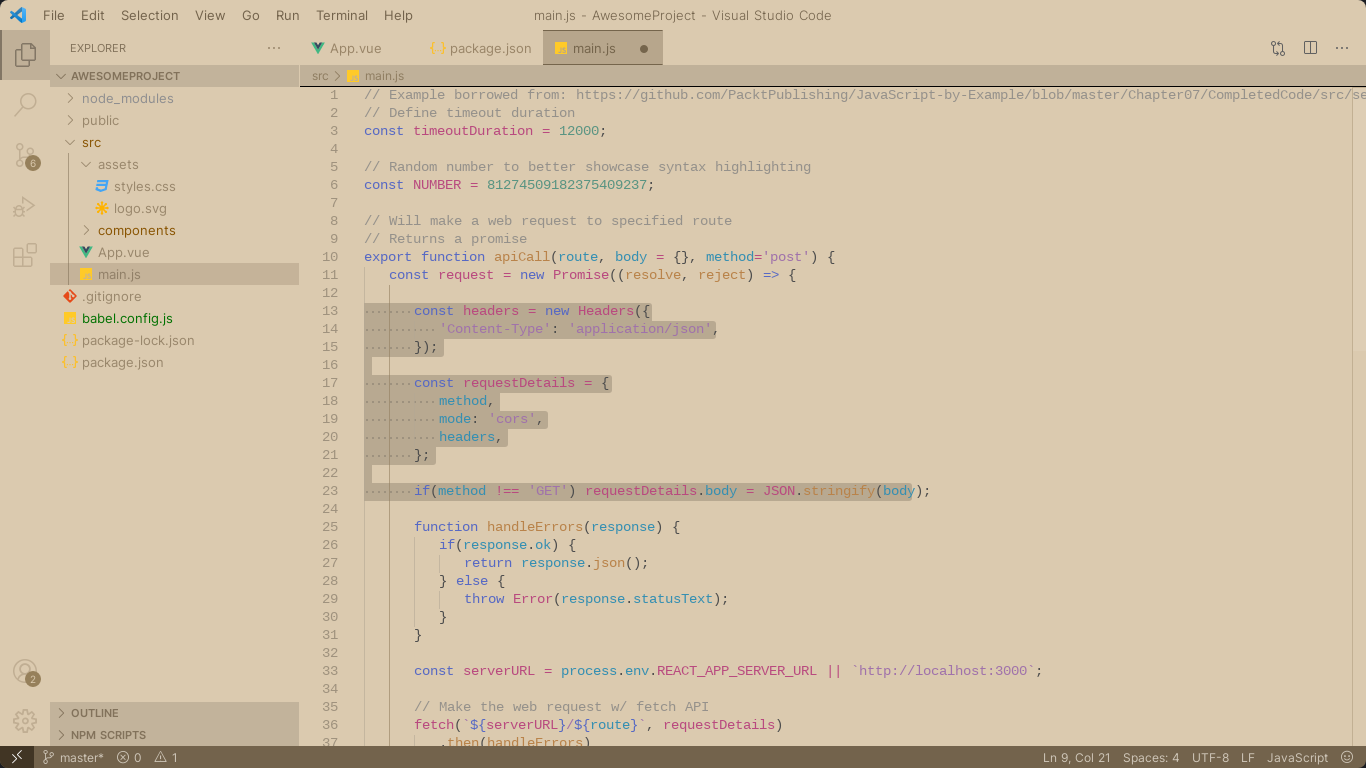 File Edit Selection View Go Run Terminal Help
main.js - AwesomeProject - Visual Studio Code
EXPLORER
App.vue
{} package.json
main.js
AWESOMEPROJECT
src > main.js
node_modules
public
src
assets
styles.css
logo.svg
components
App.vue
main.js
.gitignore
babel.config.js
{} package-lock.json
{} package.json
OUTLINE
NPM SCRIPTS
6
2
1 // Example borrowed from: https://github.com/PacktPublishing/JavaScript-by-Example/blob/master/Chapter07/CompletedCode/src/se
2 // Define timeout duration
3 const timeoutDuration = 12000;
4
5 // Random number to better showcase syntax highlighting
6 const NUMBER = 81274509182375409237;
7
8 // Will make a web request to specified route
9 // Returns a promise
10 export function apiCall(route, body = {}, method='post') {
11 const request = new Promise((resolve, reject) => {
12
13 const headers = new Headers({
14 'Content-Type': 'application/json',
15 });
16
17 const requestDetails = {
18 method,
19 mode: 'cors',
20 headers,
21 };
22
23 if(method !== 'GET') requestDetails.body = JSON.stringify(body);
24
25 function handleErrors(response) {
26 if(response.ok) {
27 return response.json();
28 } else {
29 throw Error(response.statusText);
30 }
31 }
32
33 const serverURL = process.env.REACT_APP_SERVER_URL || `http://localhost:3000`;
34
35 // Make the web request w/ fetch API
36 fetch(`${serverURL}/${route}`, requestDetails)
37 .then(handleErrors)
master* 0 1
Ln 9, Col 21 Spaces: 4 UTF-8 LF JavaScript